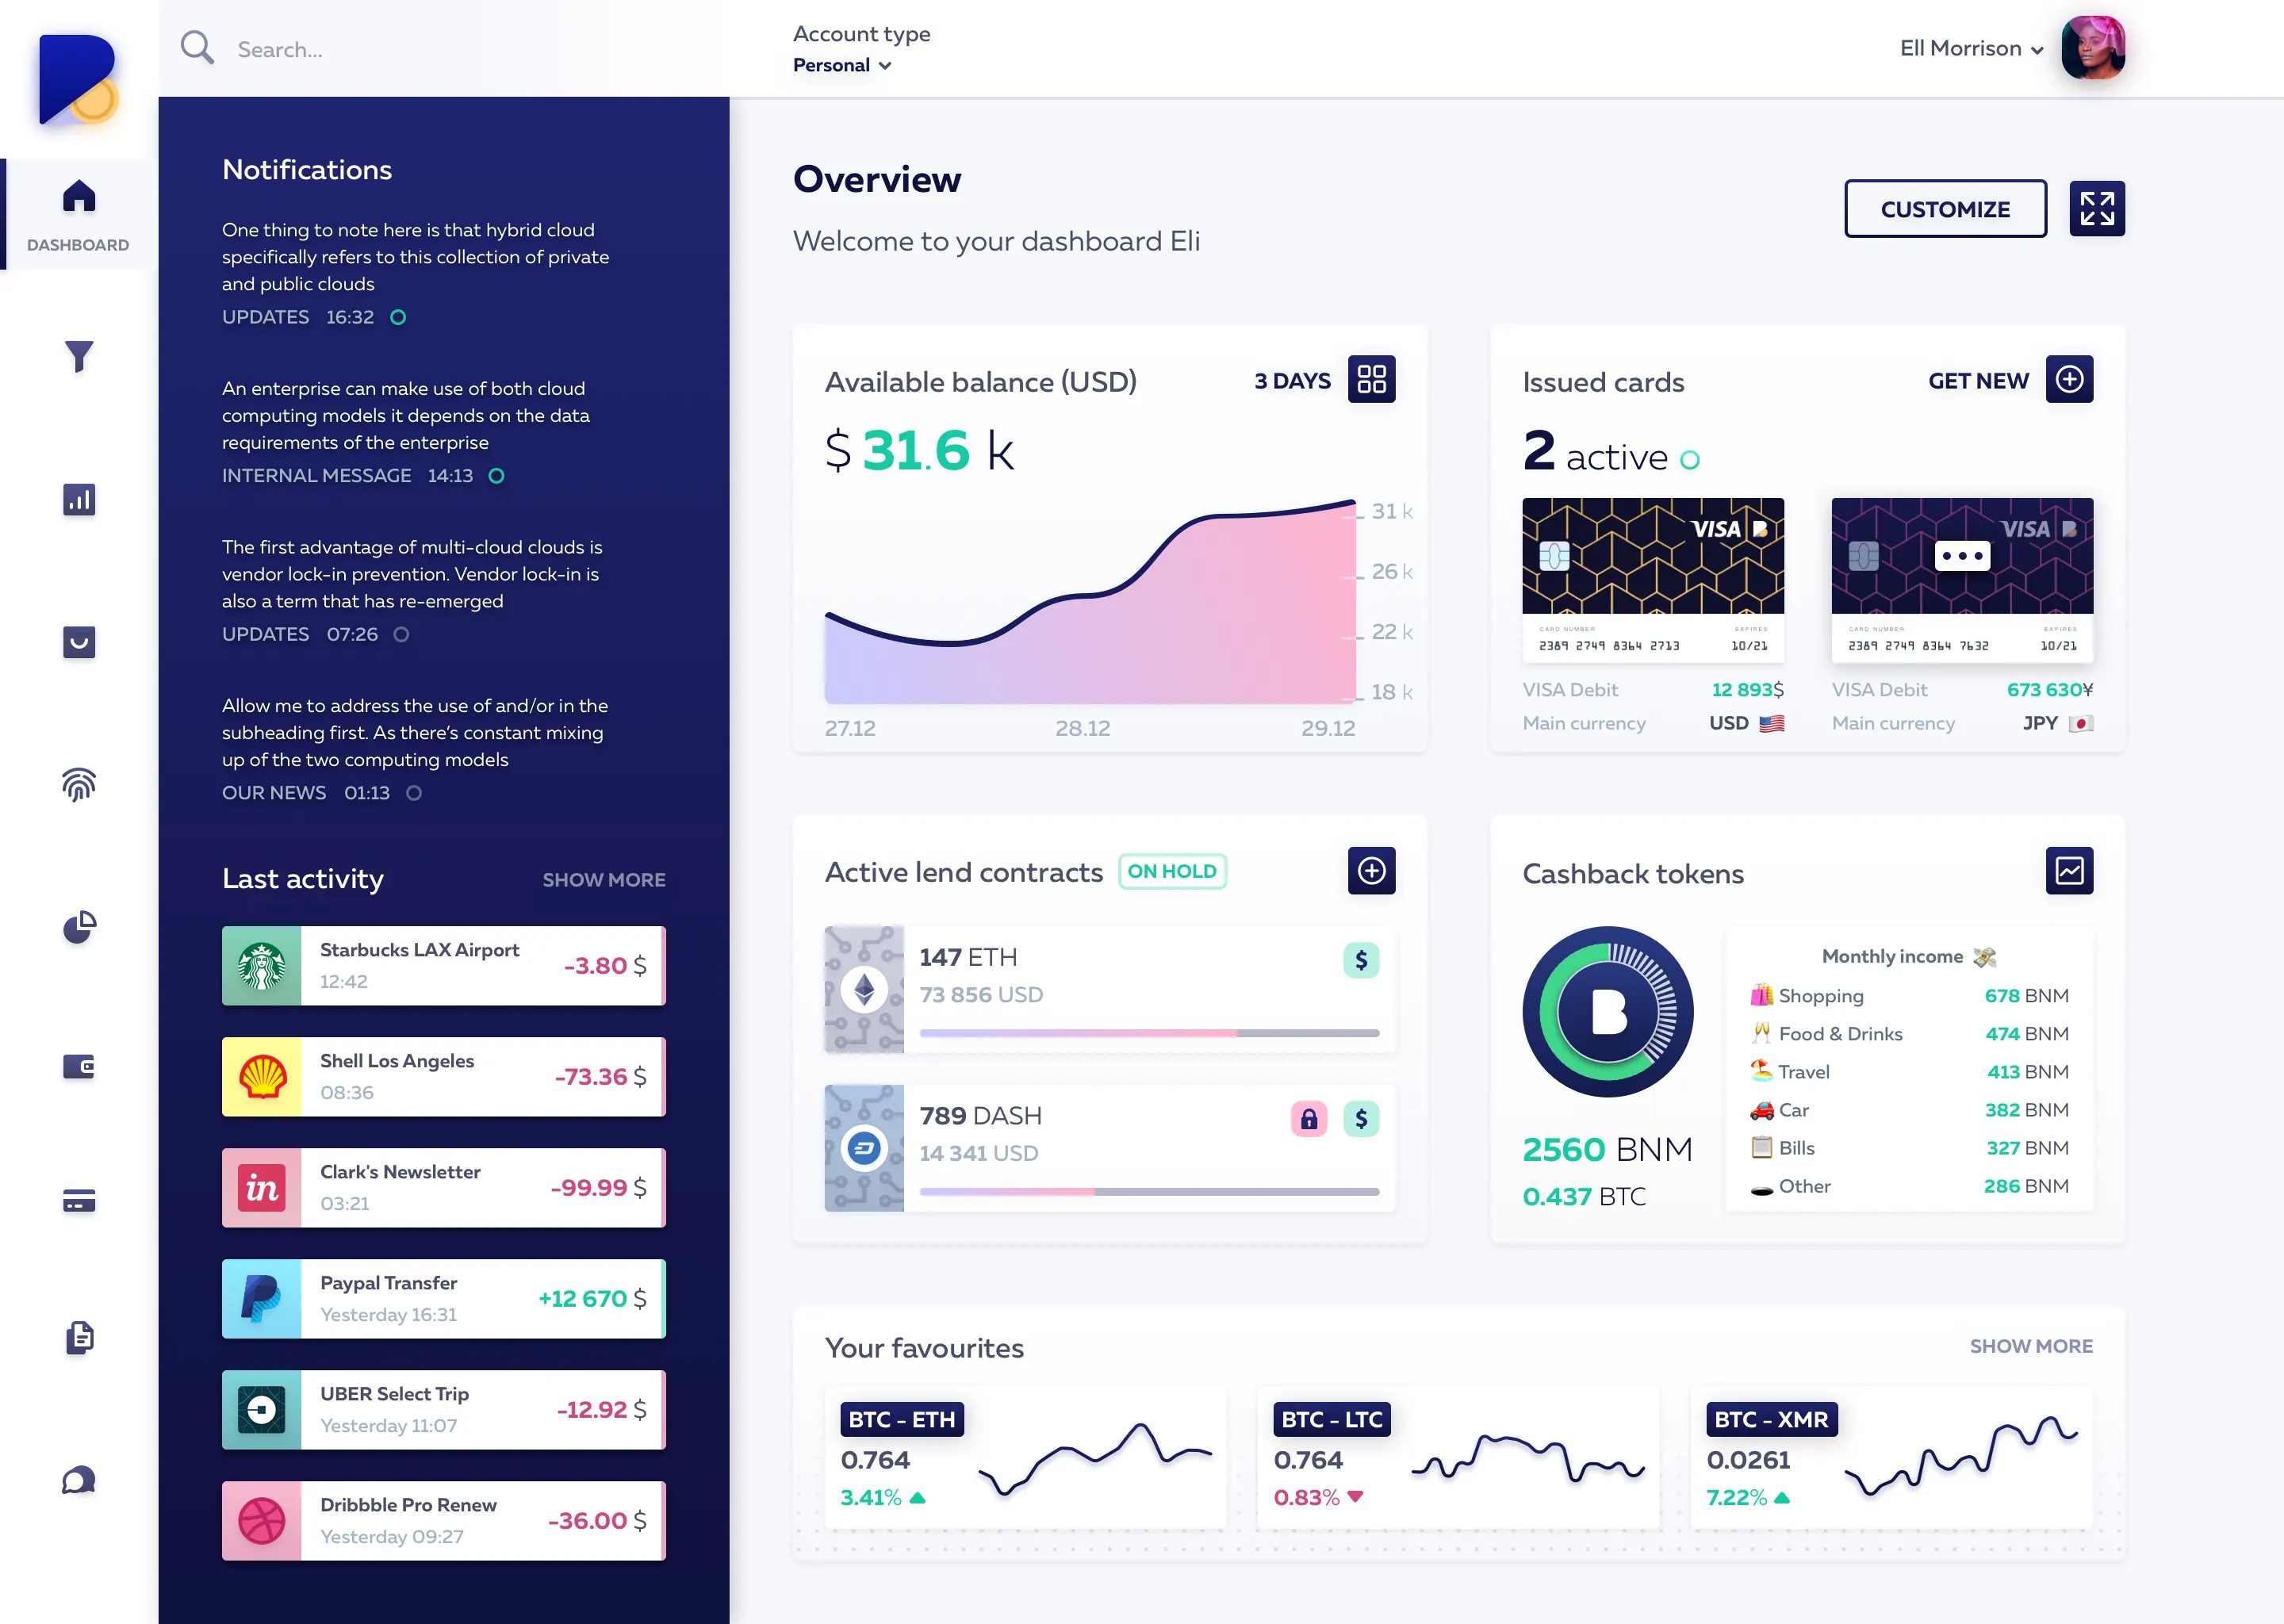 Search...
Account type
Personal
Ell Morrison
DASHBOARD
Notifications
One thing to note here is that hybrid cloud
specifically refers to this collection of private
and public clouds
UPDATES 16:32
An enterprise can make use of both cloud
computing models it depends on the data
requirements of the enterprise
INTERNAL MESSAGE 14:13
The first advantage of multi-cloud clouds is
vendor lock-in prevention. Vendor lock-in is
also a term that has re-emerged
UPDATES 07:26
Allow me to address the use of and/or in the
subheading first. As there’s constant mixing
up of the two computing models
OUR NEWS 01:13
Last activity SHOW MORE
Starbucks LAX Airport
-3.80 $
12:42
Shell Los Angeles
-73.36 $
08:36
in
Clark's Newsletter
-99.99 $
03:21
Paypal Transfer
+12 670 $
Yesterday 16:31
UBER Select Trip
-12.92 $
Yesterday 11:07
Dribbble Pro Renew
-36.00 $
Yesterday 09:27
Overview
Welcome to your dashboard Eli
CUSTOMIZE
Available balance (USD) 3 DAYS
$ 31.6 k
31 k
26 k
22 k
18 k
27.12 28.12 29.12
Issued cards GET NEW
2 active
VISA B
CARD NUMBER EXPIRES
2389 2749 8364 2713 10/21
VISA Debit 12 893$
Main currency USD
VISA B
CARD NUMBER EXPIRES
2389 2749 8364 7632 10/21
VISA Debit 673 630¥
Main currency JPY
Active lend contracts ON HOLD
147 ETH $
73 856 USD
789 DASH $
14 341 USD
Cashback tokens
B
2560 BNM
0.437 BTC
Monthly income
Shopping 678 BNM
Food & Drinks 474 BNM
Travel 413 BNM
Car 382 BNM
Bills 327 BNM
Other 286 BNM
Your favourites SHOW MORE
BTC - ETH
0.764
3.41%
BTC - LTC
0.764
0.83%
BTC - XMR
0.0261
7.22%